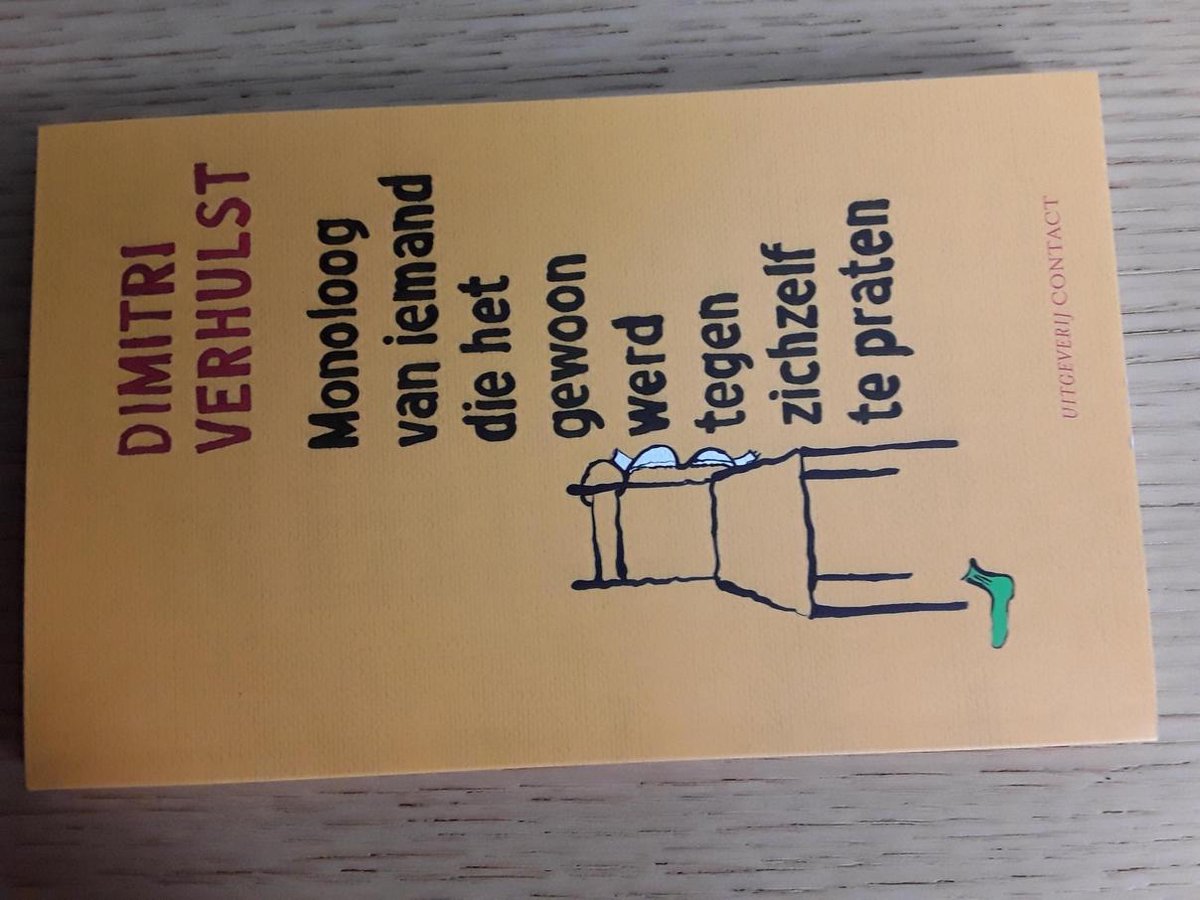 DIMITRI
VERHULST
Monoloog
van iemand
die het
gewoon
werd
tegen
zichzelf
te praten
UITGEVERIJ CONTACT